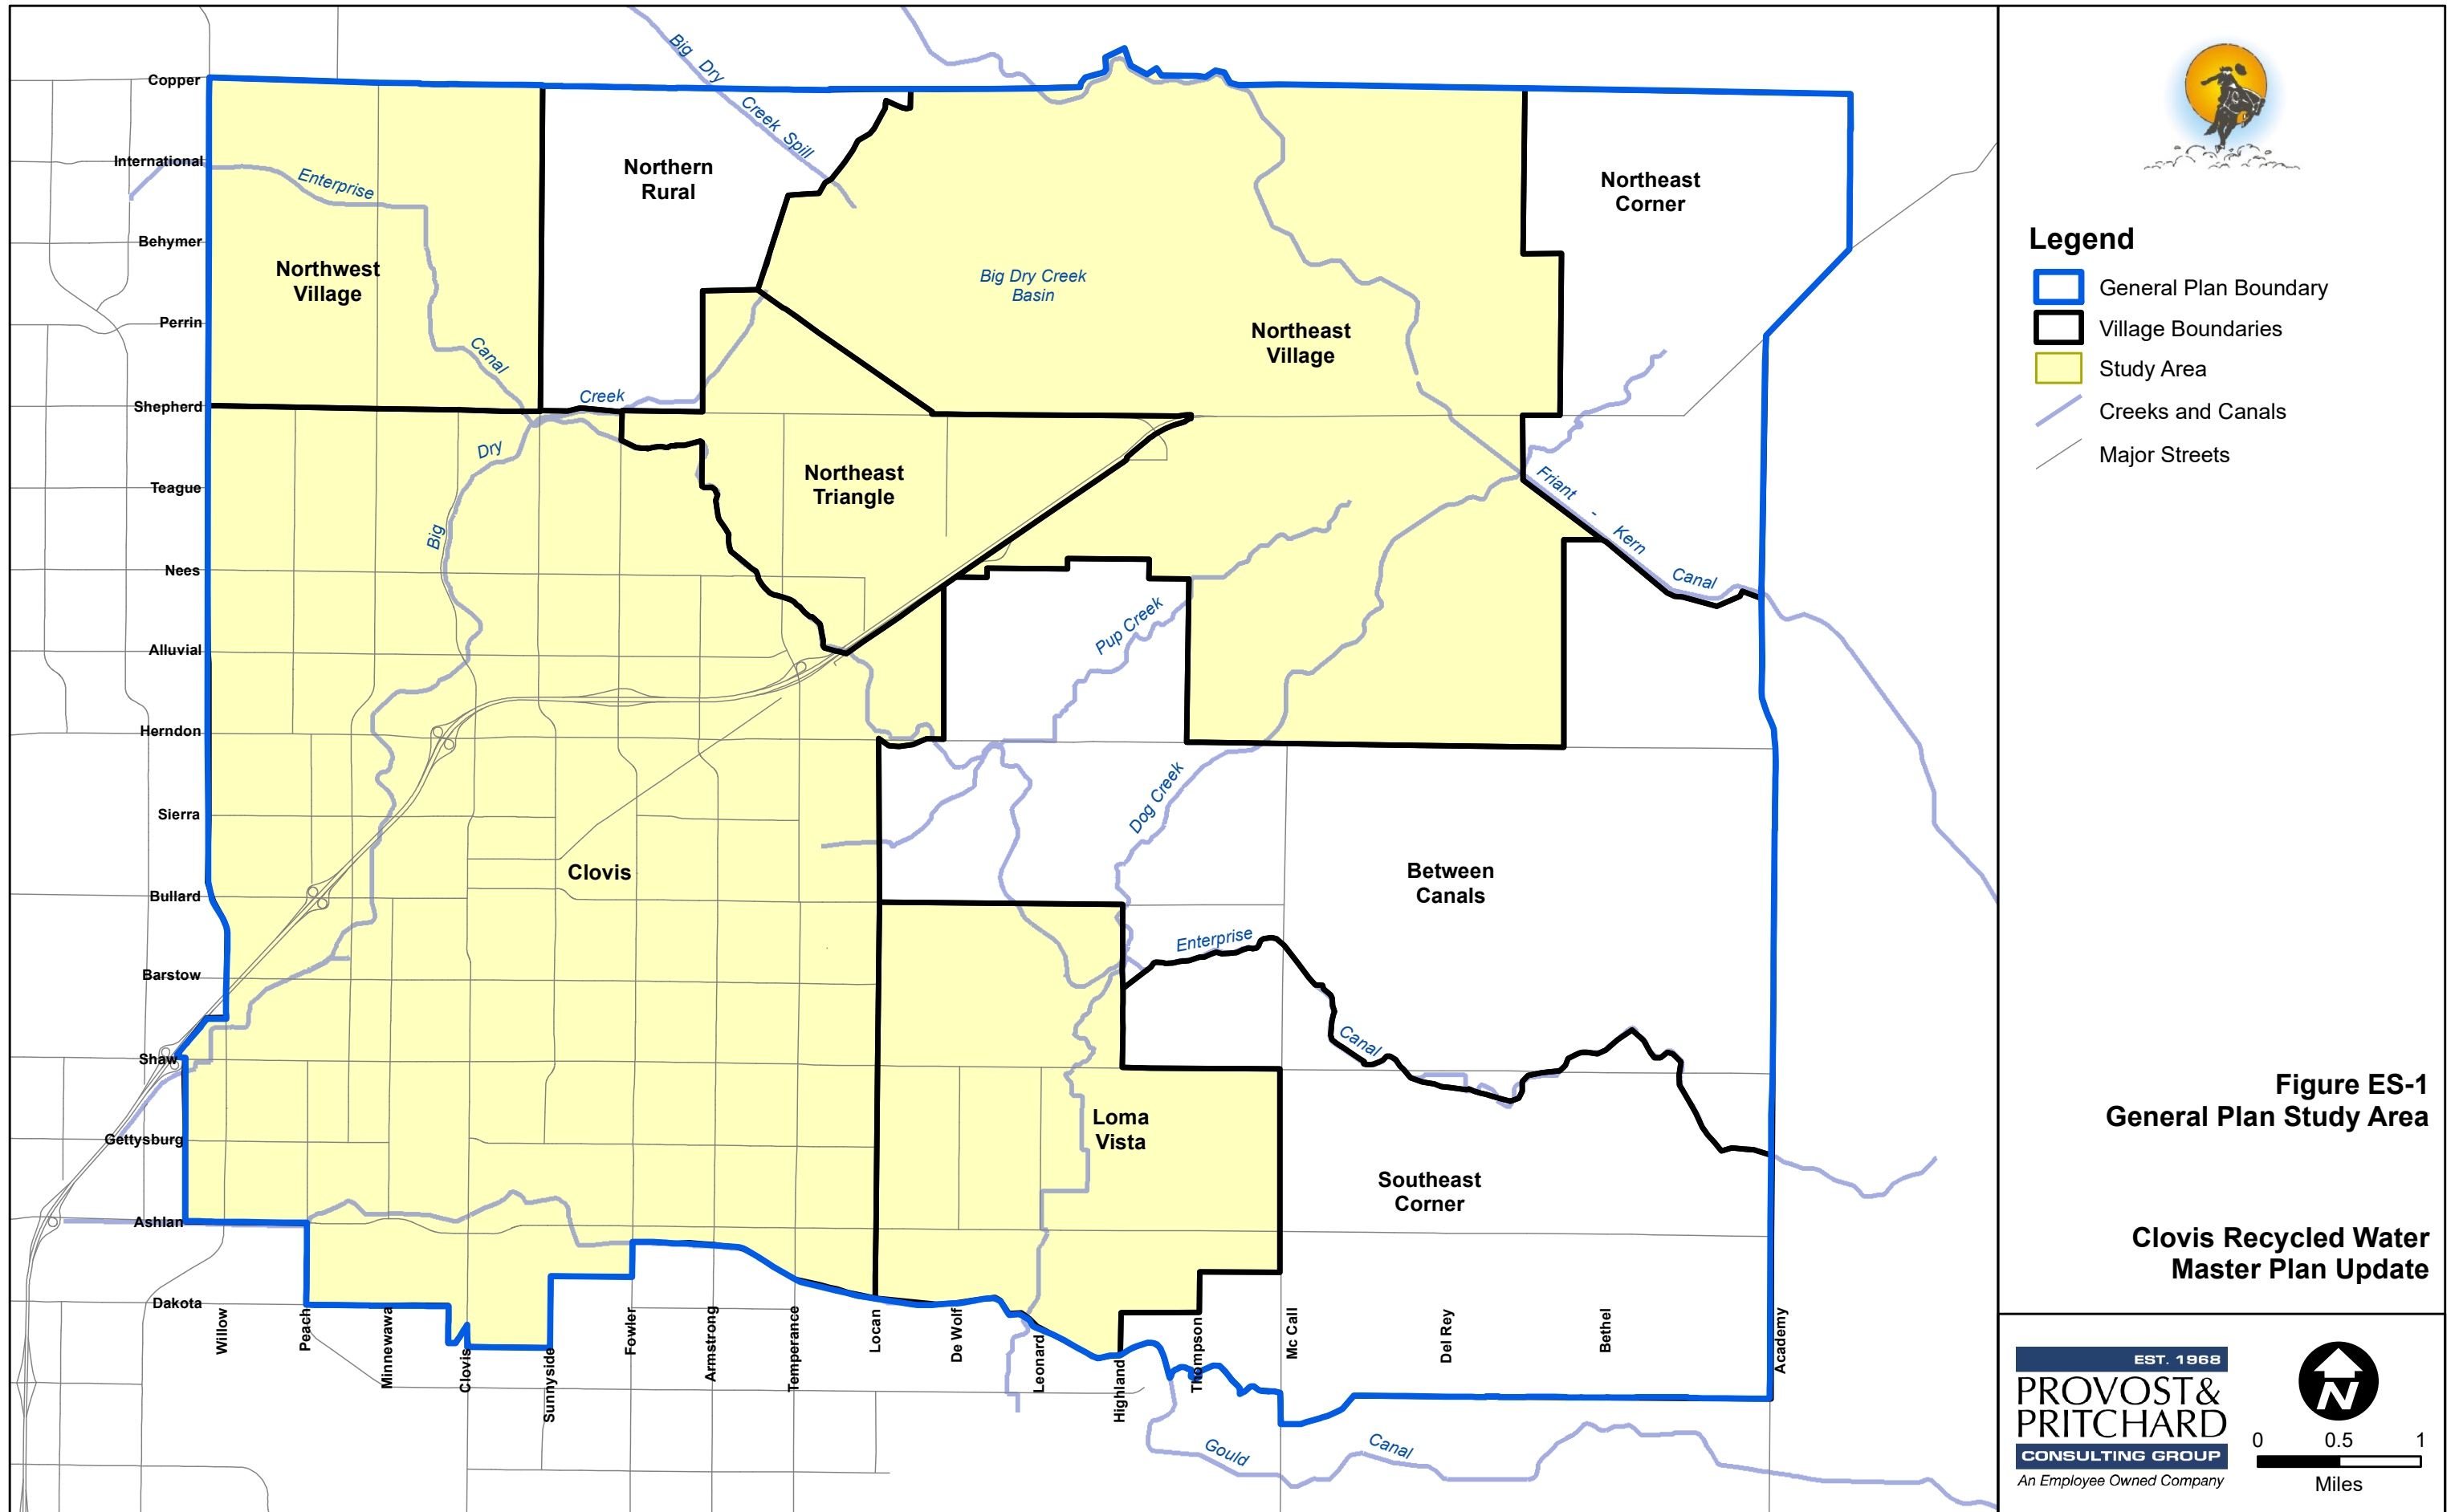 Copper
International
Behymer
Perrin
Shepherd
Teague
Nees
Alluvial
Herndon
Sierra
Bullard
Barstow
Shaw
Gettysburg
Ashlan
Dakota
Big Dry
Creek Spill
Northern
Rural
Northeast
Corner
Enterprise
Northwest
Village
Canal
Big Dry Creek
Basin
Northeast
Village
Creek
Dry
Big
Northeast
Triangle
Friant - Kern
Canal
Pup Creek
Dog Creek
Clovis
Between
Canals
Enterprise
Canal
Loma
Vista
Southeast
Corner
Willow
Peach
Minnewawa
Clovis
Sunnyside
Fowler
Armstrong
Temperance
Locan
De Wolf
Leonard
Highland
Thompson
Mc Call
Del Rey
Bethel
Academy
Gould
Canal
Legend
General Plan Boundary
Village Boundaries
Study Area
Creeks and Canals
Major Streets
Figure ES-1
General Plan Study Area
Clovis Recycled Water
Master Plan Update
EST. 1968
PROVOST&
PRITCHARD
CONSULTING GROUP
An Employee Owned Company
N
0 0.5 1
Miles